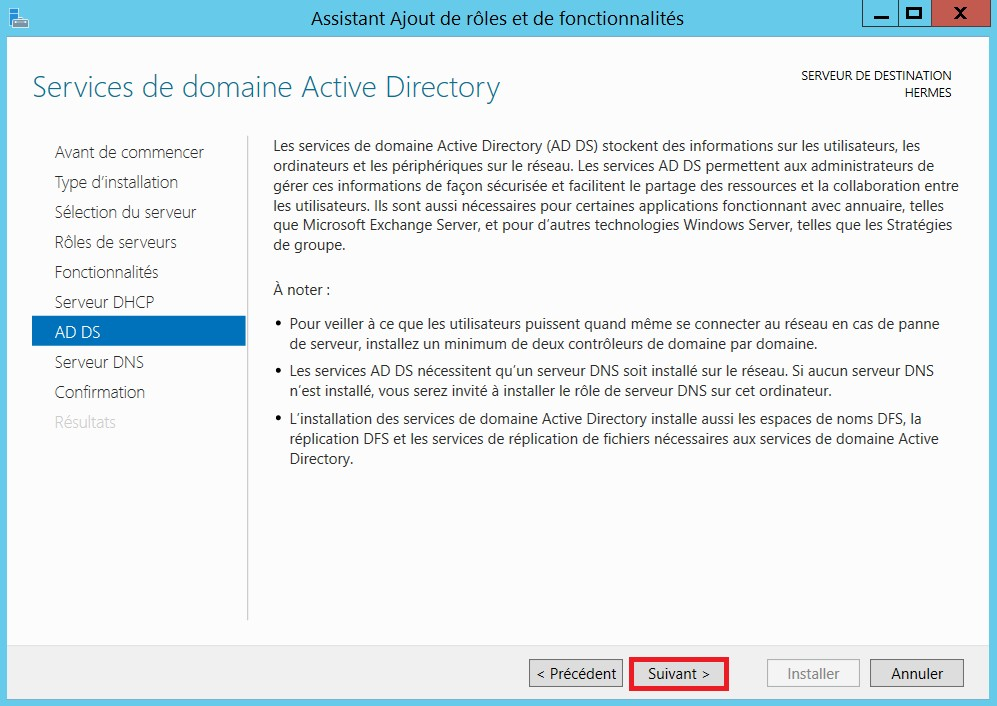 Assistant Ajout de rôles et de fonctionnalités
X
Services de domaine Active Directory
SERVEUR DE DESTINATION
HERMES
Avant de commencer
Type d’installation
Sélection du serveur
Rôles de serveurs
Fonctionnalités
Serveur DHCP
AD DS
Serveur DNS
Confirmation
Résultats
Les services de domaine Active Directory (AD DS) stockent des informations sur les utilisateurs, les
ordinateurs et les périphériques sur le réseau. Les services AD DS permettent aux administrateurs de
gérer ces informations de façon sécurisée et facilitent le partage des ressources et la collaboration entre
les utilisateurs. Ils sont aussi nécessaires pour certaines applications fonctionnant avec annuaire, telles
que Microsoft Exchange Server, et pour d’autres technologies Windows Server, telles que les Stratégies
de groupe.
À noter :
• Pour veiller à ce que les utilisateurs puissent quand même se connecter au réseau en cas de panne
de serveur, installez un minimum de deux contrôleurs de domaine par domaine.
• Les services AD DS nécessitent qu’un serveur DNS soit installé sur le réseau. Si aucun serveur DNS
n’est installé, vous serez invité à installer le rôle de serveur DNS sur cet ordinateur.
• L’installation des services de domaine Active Directory installe aussi les espaces de noms DFS, la
réplication DFS et les services de réplication de fichiers nécessaires aux services de domaine Active
Directory.
< Précédent
Suivant >
Installer
Annuler